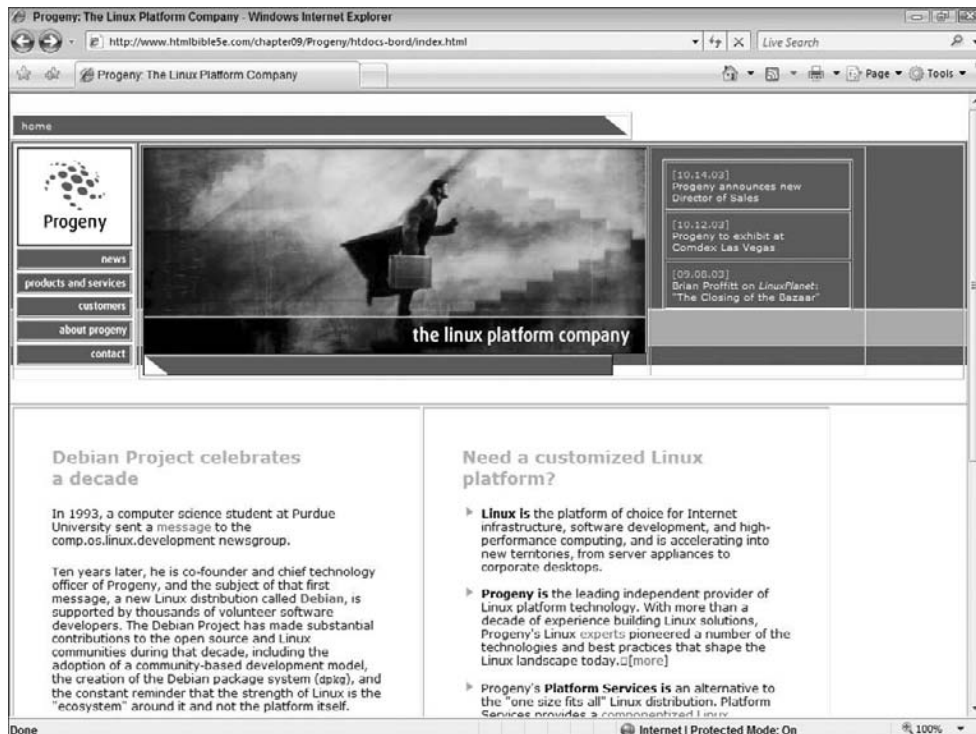 Progeny: The Linux Platform Company - Windows Internet Explorer
http://www.htmlbible5e.com/chapter09/Progeny/htdocs-bord/index.html
Live Search
Progeny: The Linux Platform Company
Page
Tools
home
Progeny
news
products and services
customers
about progeny
contact
the linux platform company
[10.14.03]
Progeny announces new
Director of Sales
[10.12.03]
Progeny to exhibit at
Comdex Las Vegas
[09.08.03]
Brian Proffitt on LinuxPlanet:
"The Closing of the Bazaar"
Debian Project celebrates
a decade
In 1993, a computer science student at Purdue
University sent a message to the
comp.os.linux.development newsgroup.
Ten years later, he is co-founder and chief technology
officer of Progeny, and the subject of that first
message, a new Linux distribution called Debian, is
supported by thousands of volunteer software
developers. The Debian Project has made substantial
contributions to the open source and Linux
communities during that decade, including the
adoption of a community-based development model,
the creation of the Debian package system (dpkg), and
the constant reminder that the strength of Linux is the
"ecosystem" around it and not the platform itself.
Need a customized Linux
platform?
Linux is the platform of choice for Internet
infrastructure, software development, and high-
performance computing, and is accelerating into
new territories, from server appliances to
corporate desktops.
Progeny is the leading independent provider of
Linux platform technology. With more than a
decade of experience building Linux solutions,
Progeny's Linux experts pioneered a number of the
technologies and best practices that shape the
Linux landscape today.▯[more]
Progeny's Platform Services is an alternative to
the "one size fits all" Linux distribution. Platform
Services provides a componentized Linux
Done
Internet | Protected Mode: On
100%